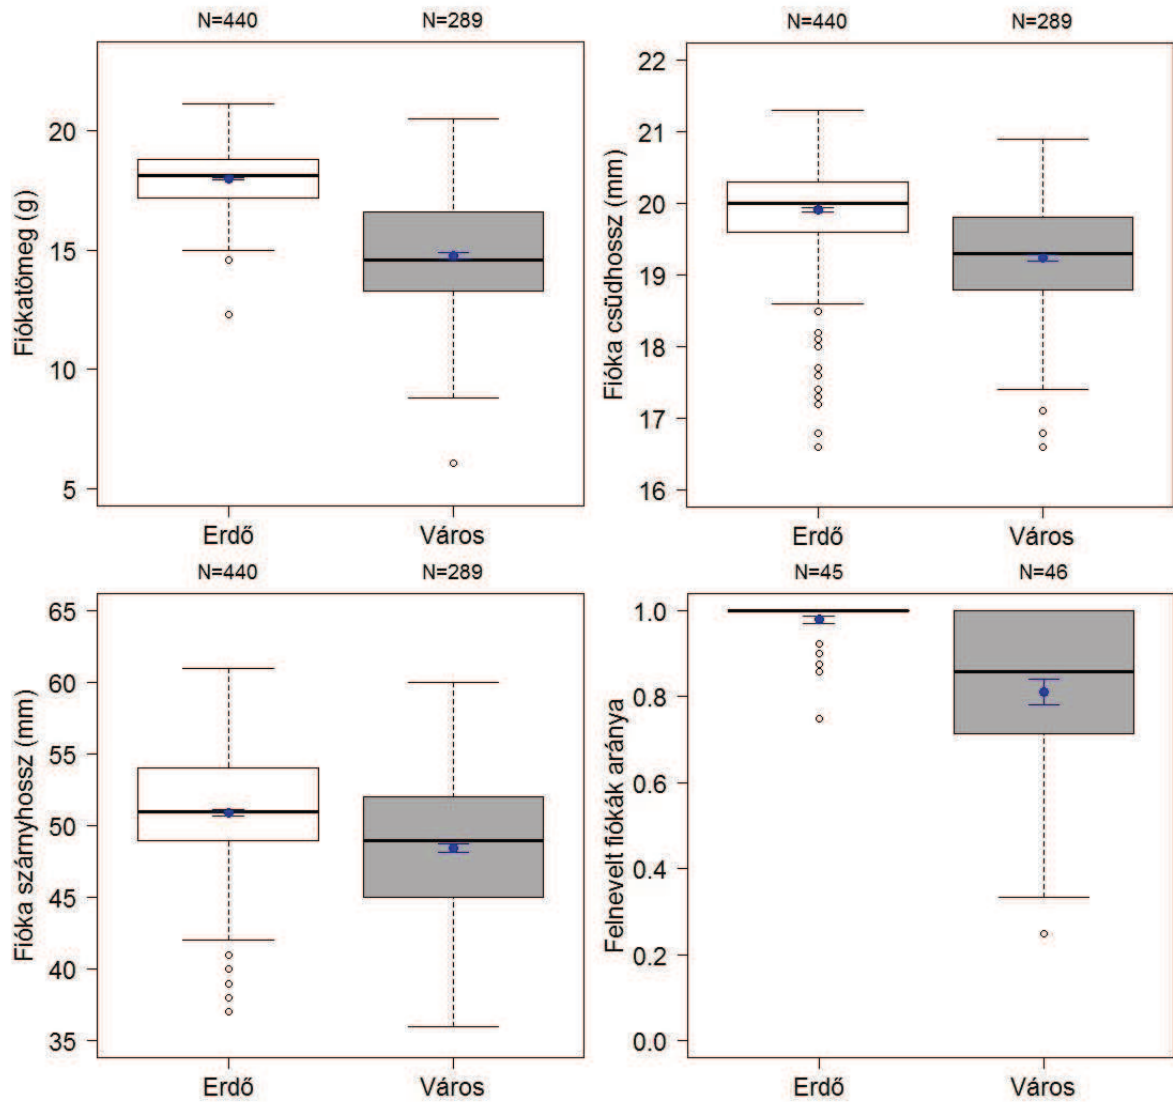 N=440 N=289
Fiókatömeg (g)
20
15
10
5
Erdő Város
N=440 N=289
Fióka csüdhossz (mm)
22
21
20
19
18
17
16
Erdő Város
N=440 N=289
Fióka szárnyhossz (mm)
65
60
55
50
45
40
35
Erdő Város
N=45 N=46
Felnevelt fiókák aránya
1.0
0.8
0.6
0.4
0.2
0.0
Erdő Város